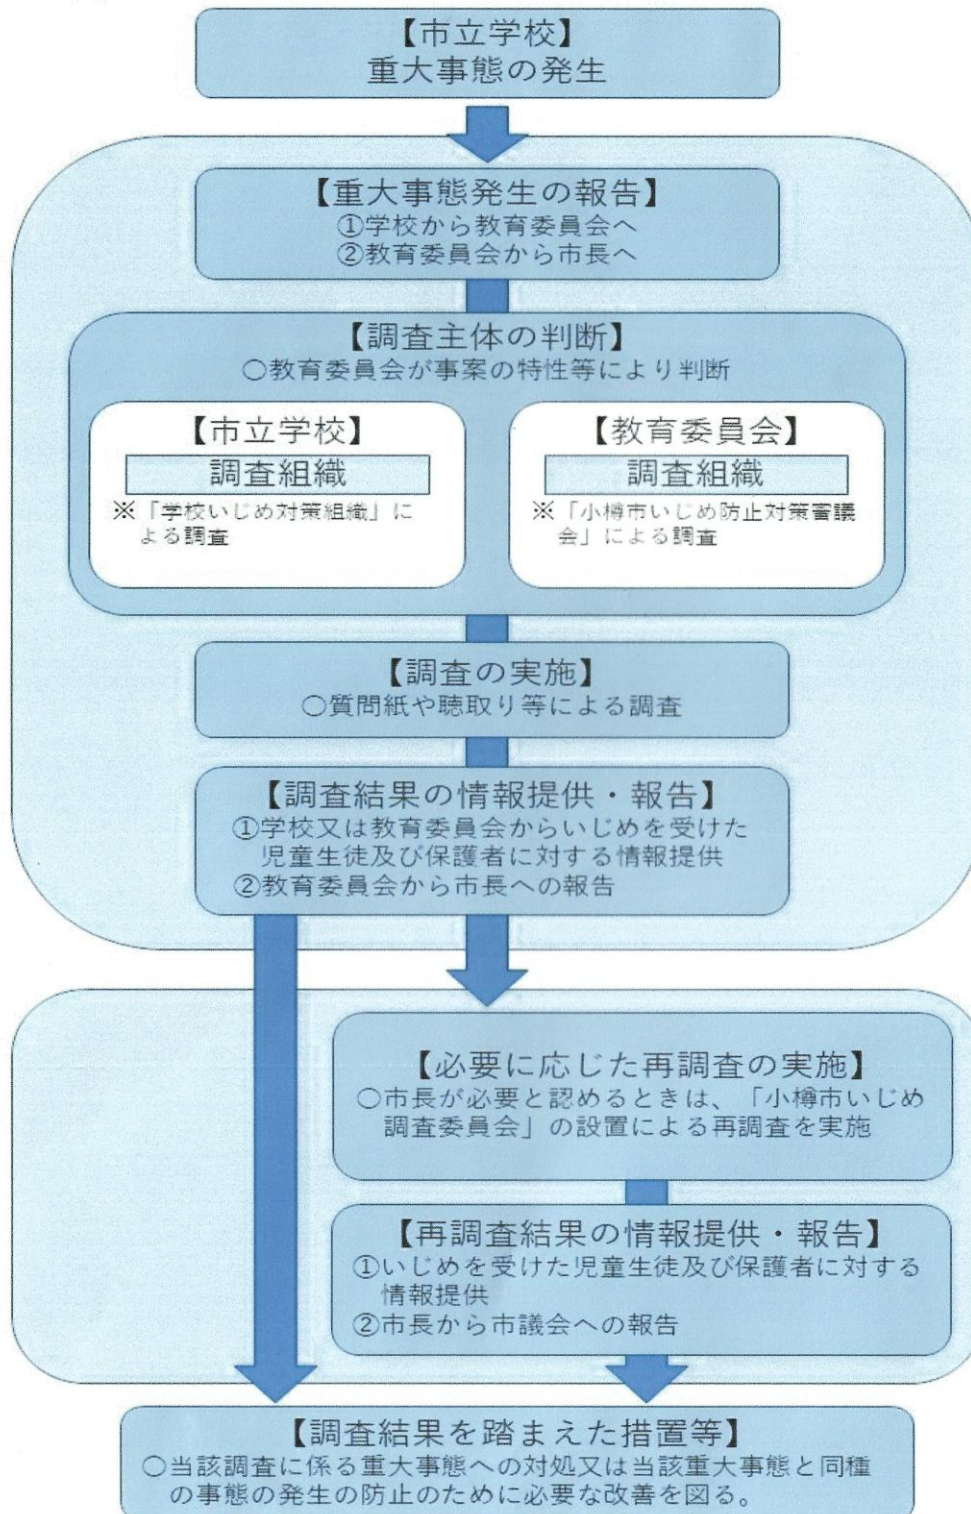 【市立学校】
重大事態の発生
【重大事態発生の報告】
①学校から教育委員会へ
②教育委員会から市長へ
【調査主体の判断】
○教育委員会が事案の特性等により判断
【市立学校】
調査組織
※「学校いじめ対策組織」に
よる調査
【教育委員会】
調査組織
※「小樽市いじめ防止対策審議
会」による調査
【調査の実施】
○質問紙や聴取り等による調査
【調査結果の情報提供・報告】
①学校又は教育委員会からいじめを受けた
児童生徒及び保護者に対する情報提供
②教育委員会から市長への報告
【必要に応じた再調査の実施】
○市長が必要と認めるときは、「小樽市いじめ
調査委員会」の設置による再調査を実施
【再調査結果の情報提供・報告】
①いじめを受けた児童生徒及び保護者に対する
情報提供
②市長から市議会への報告
【調査結果を踏まえた措置等】
○当該調査に係る重大事態への対処又は当該重大事態と同種
の事態の発生の防止のために必要な改善を図る。